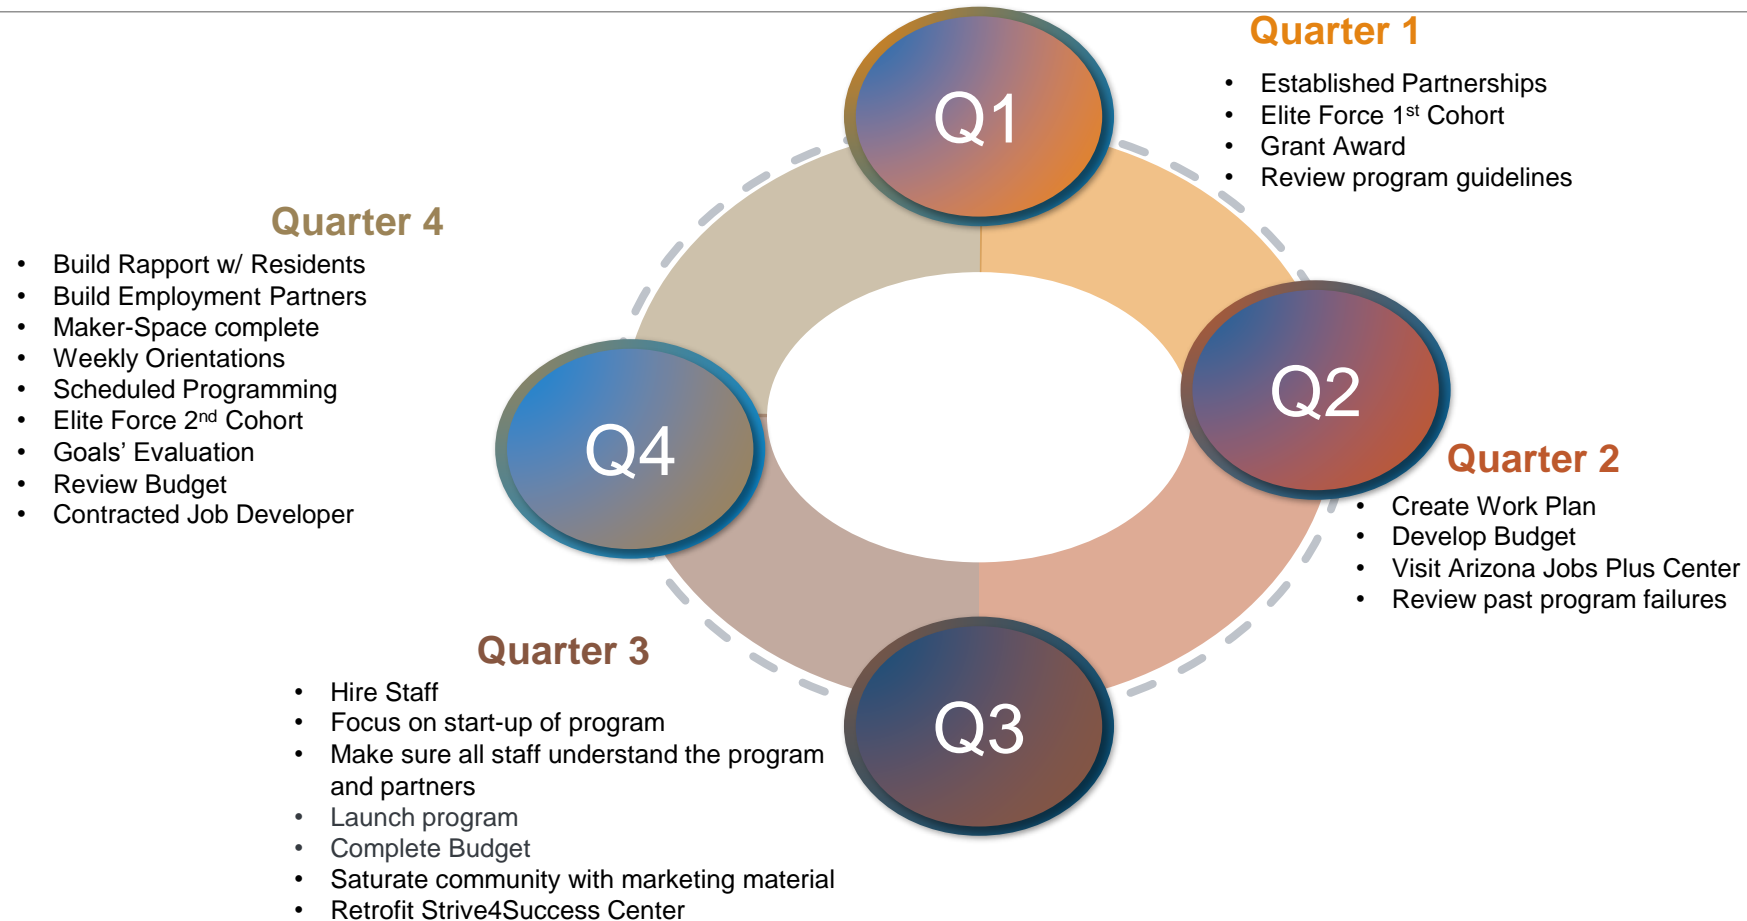 Quarter 1
• Established Partnerships
• Elite Force 1st Cohort
• Grant Award
• Review program guidelines
Q1
Q2
Quarter 2
• Create Work Plan
• Develop Budget
• Visit Arizona Jobs Plus Center
• Review past program failures
Q3
Quarter 3
• Hire Staff
• Focus on start-up of program
• Make sure all staff understand the program
and partners
• Launch program
• Complete Budget
• Saturate community with marketing material
• Retrofit Strive4Success Center
Q4
Quarter 4
• Build Rapport w/ Residents
• Build Employment Partners
• Maker-Space complete
• Weekly Orientations
• Scheduled Programming
• Elite Force 2nd Cohort
• Goals’ Evaluation
• Review Budget
• Contracted Job Developer